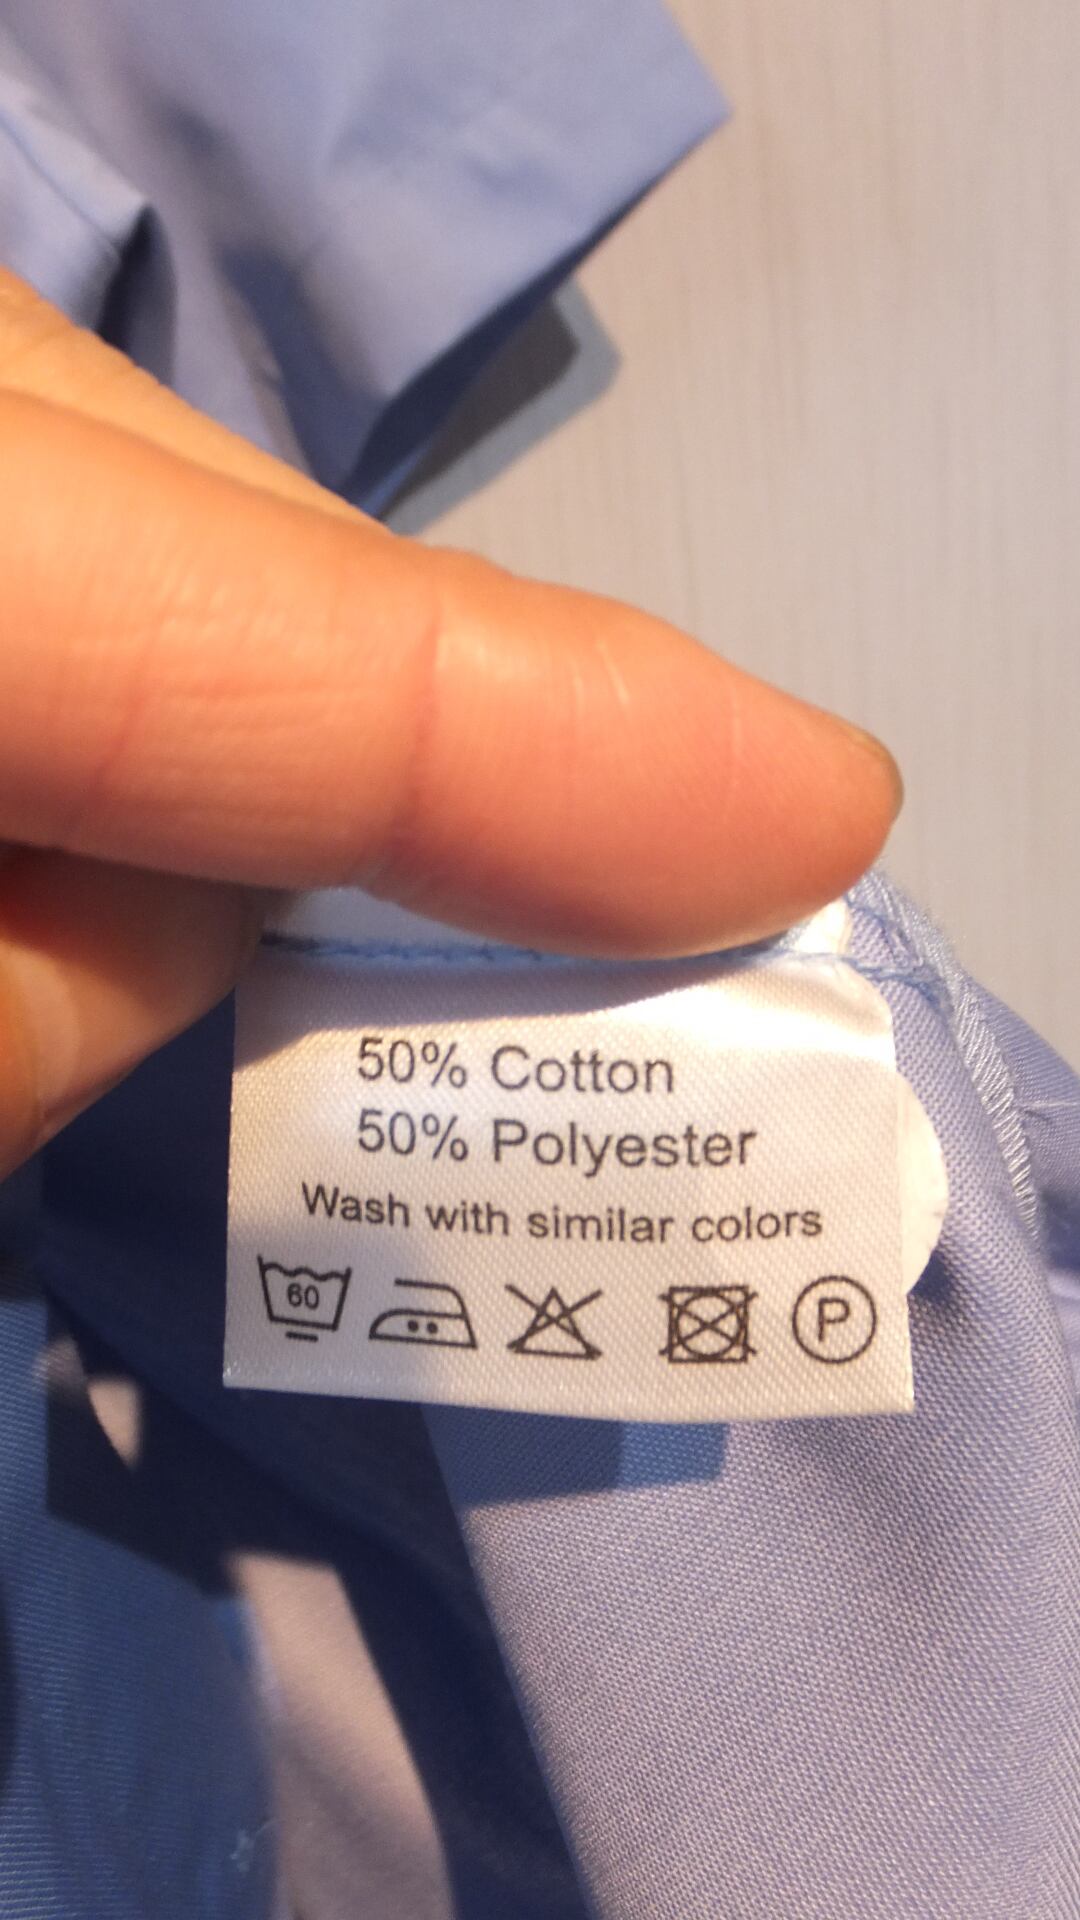 50% Cotton
50% Polyester
Wash with similar colors
60 P